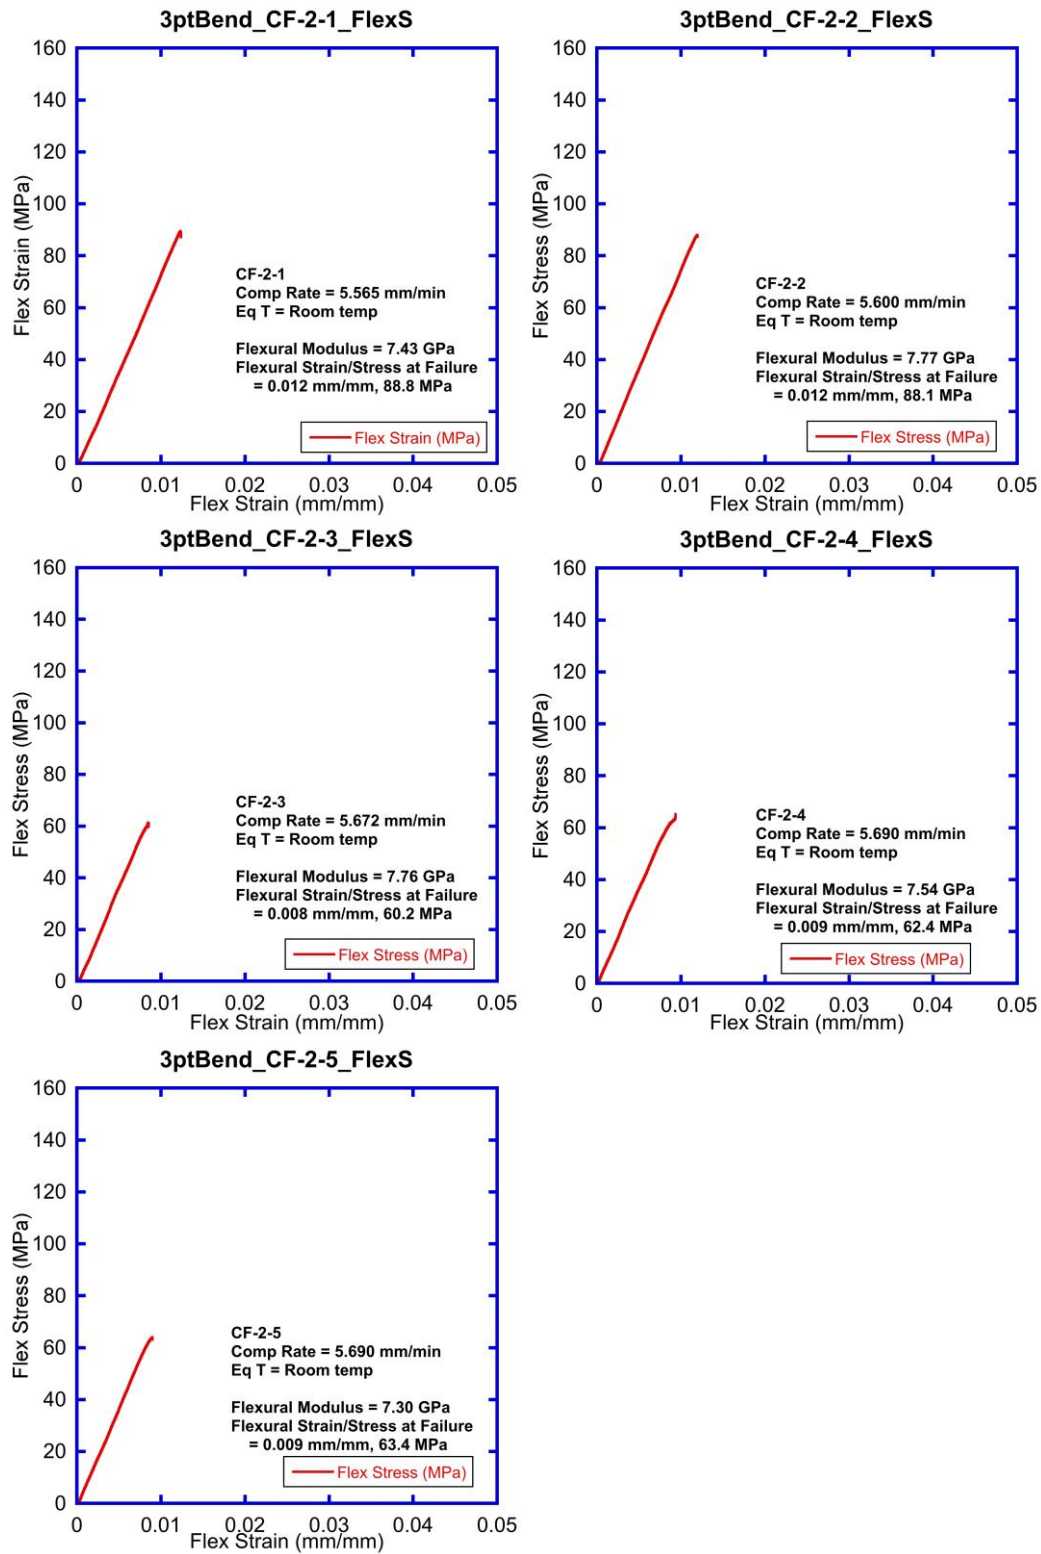 3ptBend_CF-2-1_FlexS
Flex Strain (MPa)
160
140
120
100
80
60
40
20
0
CF-2-1
Comp Rate = 5.565 mm/min
Eq T = Room temp
Flexural Modulus = 7.43 GPa
Flexural Strain/Stress at Failure
= 0.012 mm/mm, 88.8 MPa
Flex Strain (MPa)
0 0.01 0.02 0.03 0.04 0.05
Flex Strain (mm/mm)
3ptBend_CF-2-2_FlexS
Flex Stress (MPa)
160
140
120
100
80
60
40
20
0
CF-2-2
Comp Rate = 5.600 mm/min
Eq T = Room temp
Flexural Modulus = 7.77 GPa
Flexural Strain/Stress at Failure
= 0.012 mm/mm, 88.1 MPa
Flex Stress (MPa)
0 0.01 0.02 0.03 0.04 0.05
Flex Strain (mm/mm)
3ptBend_CF-2-3_FlexS
Flex Stress (MPa)
160
140
120
100
80
60
40
20
0
CF-2-3
Comp Rate = 5.672 mm/min
Eq T = Room temp
Flexural Modulus = 7.76 GPa
Flexural Strain/Stress at Failure
= 0.008 mm/mm, 60.2 MPa
Flex Stress (MPa)
0 0.01 0.02 0.03 0.04 0.05
Flex Strain (mm/mm)
3ptBend_CF-2-4_FlexS
Flex Stress (MPa)
160
140
120
100
80
60
40
20
0
CF-2-4
Comp Rate = 5.690 mm/min
Eq T = Room temp
Flexural Modulus = 7.54 GPa
Flexural Strain/Stress at Failure
= 0.009 mm/mm, 62.4 MPa
Flex Stress (MPa)
0 0.01 0.02 0.03 0.04 0.05
Flex Strain (mm/mm)
3ptBend_CF-2-5_FlexS
Flex Stress (MPa)
160
140
120
100
80
60
40
20
0
CF-2-5
Comp Rate = 5.690 mm/min
Eq T = Room temp
Flexural Modulus = 7.30 GPa
Flexural Strain/Stress at Failure
= 0.009 mm/mm, 63.4 MPa
Flex Stress (MPa)
0 0.01 0.02 0.03 0.04 0.05
Flex Strain (mm/mm)